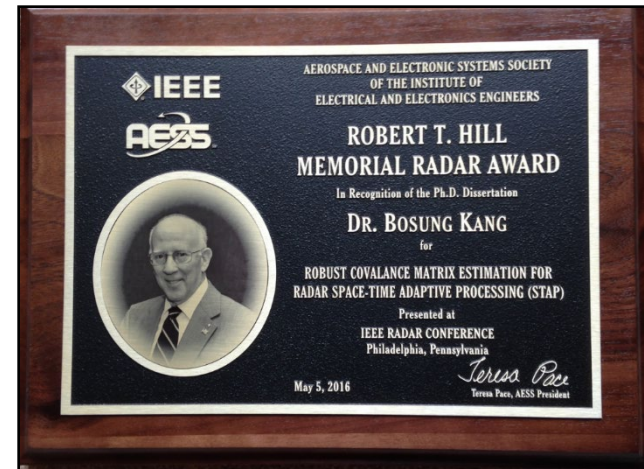 IEEE
AESS
AEROSPACE AND ELECTRONIC SYSTEMS SOCIETY
OF THE INSTITUTE OF
ELECTRICAL AND ELECTRONICS ENGINEERS
ROBERT T. HILL
MEMORIAL RADAR AWARD
In Recognition of the Ph.D. Dissertation
DR. BOSUNG KANG
for
ROBUST COVALANCE MATRIX ESTIMATION FOR
RADAR SPACE-TIME ADAPTIVE PROCESSING (STAP)
Presented at
IEEE RADAR CONFERENCE
Philadelphia, Pennsylvania
May 5, 2016
Teresa Pace
Teresa Pace, AESS President